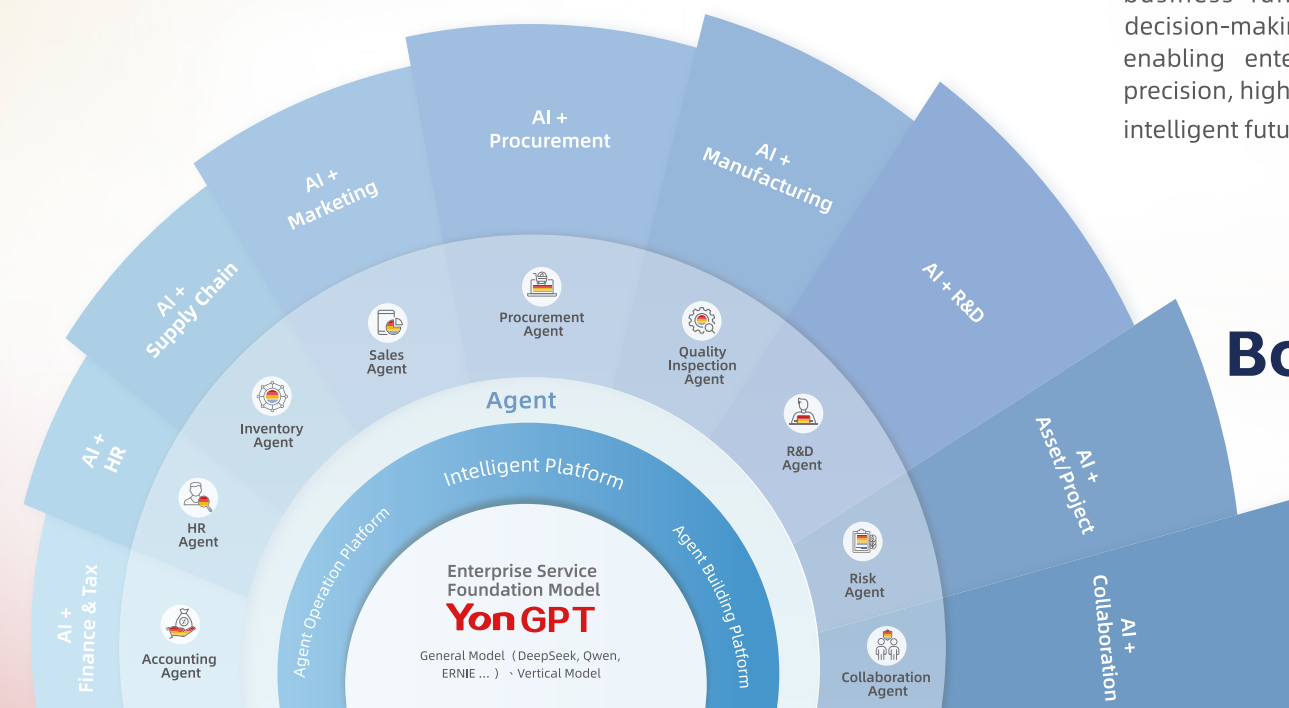 decision-makin
enabling ente
precision, high
intelligent futu
Bo
AI +
Finance & Tax
AI +
HR
AI +
Supply Chain
AI +
Marketing
AI +
Procurement
AI +
Manufacturing
AI + R&D
AI +
Asset/Project
AI +
Collaboration
Accounting
Agent
HR
Agent
Inventory
Agent
Sales
Agent
Procurement
Agent
Quality
Inspection
Agent
R&D
Agent
Risk
Agent
Collaboration
Agent
Agent
Intelligent Platform
Agent Operation Platform
Agent Building Platform
Enterprise Service
Foundation Model
YonGPT
General Model（DeepSeek, Qwen,
ERNIE ... ）、Vertical Model